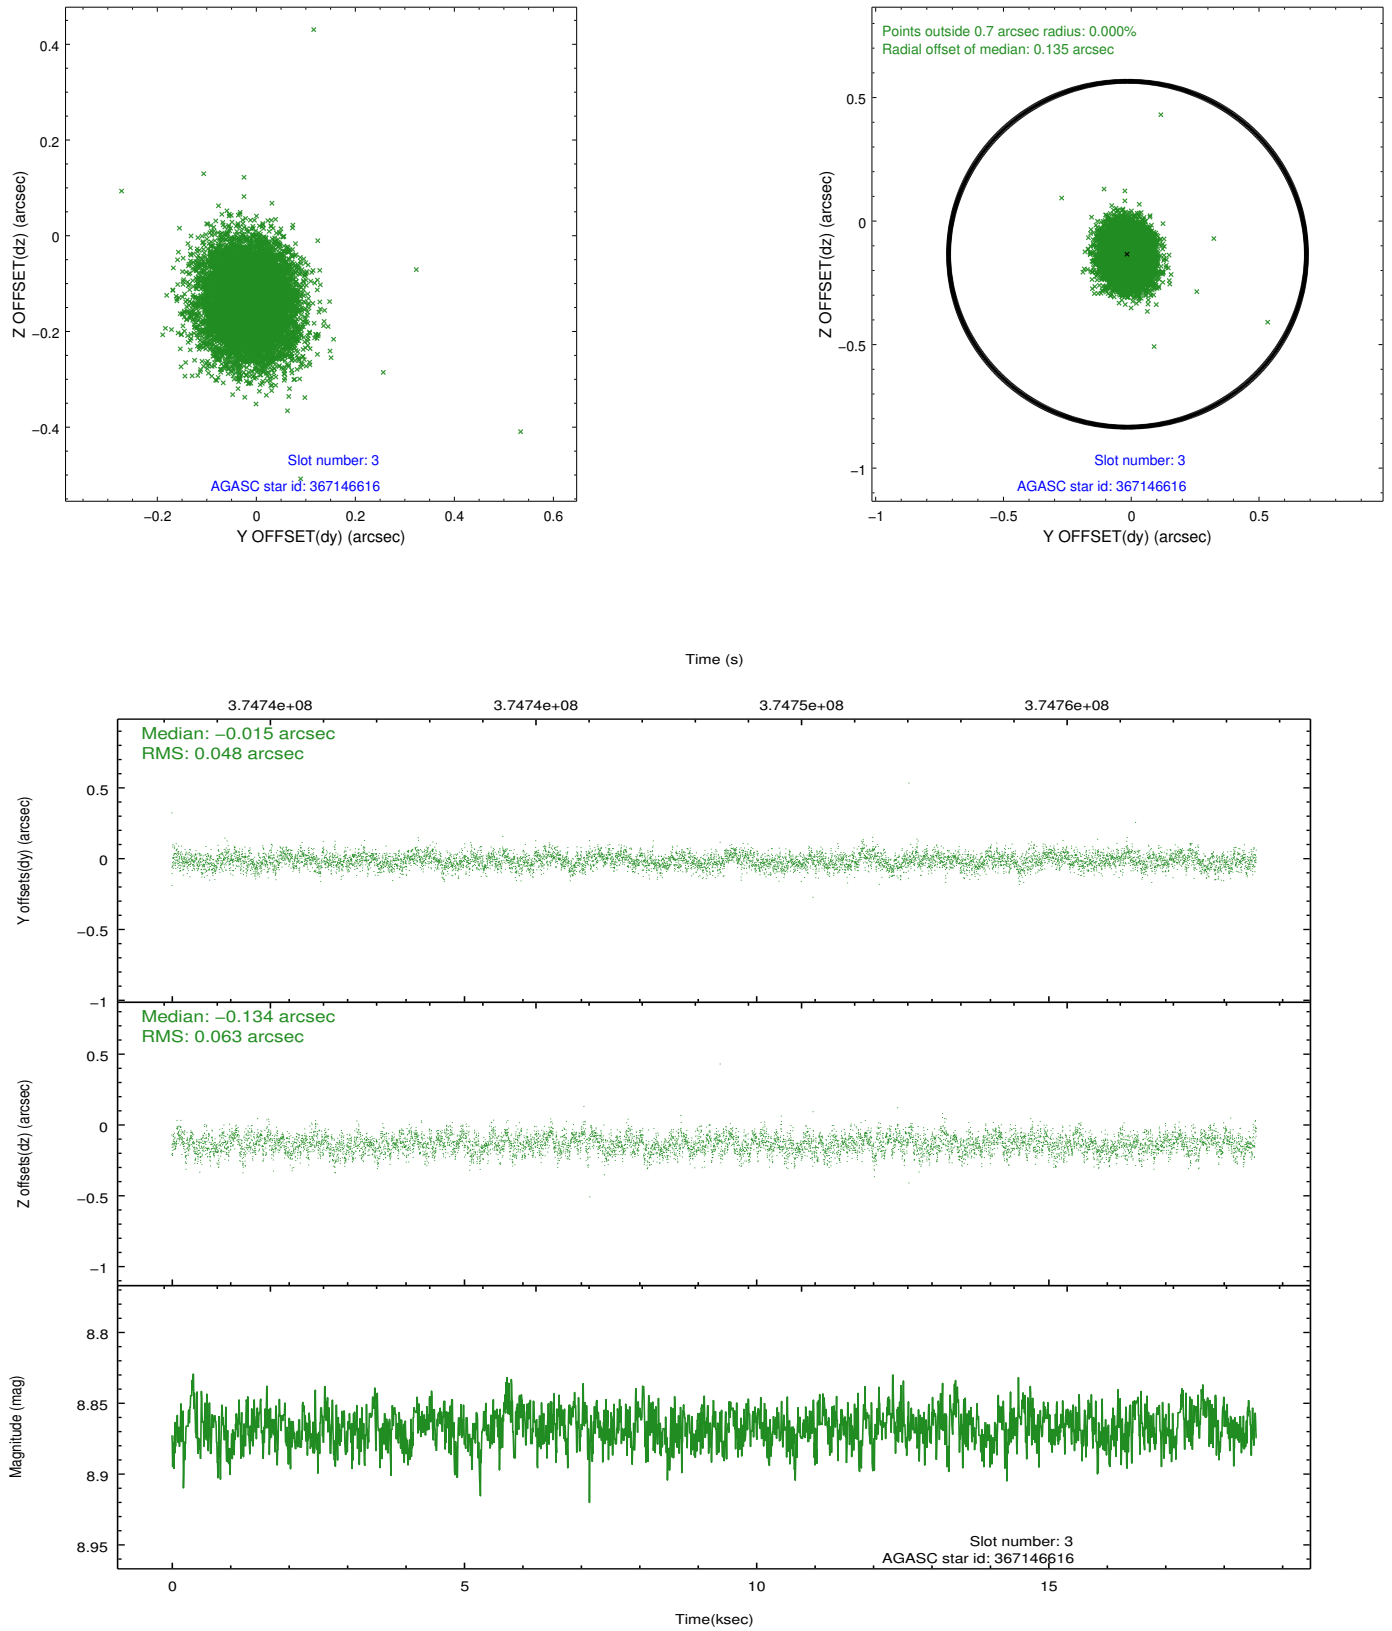 0.4
0.2
0
−0.2
−0.4
Z OFFSET(dz) (arcsec)
Slot number: 3
AGASC star id: 367146616
−0.2
0
0.2
0.4
0.6
Y OFFSET(dy) (arcsec)
Points outside 0.7 arcsec radius: 0.000%
Radial offset of median: 0.135 arcsec
0.5
0
−0.5
−1
Z OFFSET(dz) (arcsec)
Slot number: 3
AGASC star id: 367146616
−1
−0.5
0
0.5
Y OFFSET(dy) (arcsec)
Time (s)
3.7474e+08
3.7474e+08
3.7475e+08
3.7476e+08
Median: −0.015 arcsec
RMS: 0.048 arcsec
0.5
0
−0.5
−1
Y offsets(dy) (arcsec)
Median: −0.134 arcsec
RMS: 0.063 arcsec
0.5
0
−0.5
−1
Z offsets(dz) (arcsec)
8.8
8.85
8.9
8.95
Magnitude (mag)
Slot number: 3
AGASC star id: 367146616
0
5
10
15
Time(ksec)